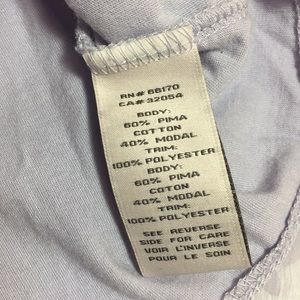 RN# 66170
CA# 32054
BODY:
60% PIMA
COTTON
40% MODAL
TRIM:
100% POLYESTER
BODY:
60% PIMA
COTON
40% MODAL
TRIM:
100% POLYESTER
SEE REVERSE
SIDE FOR CARE
VOIR L'INVERSE
POUR LE SOIN